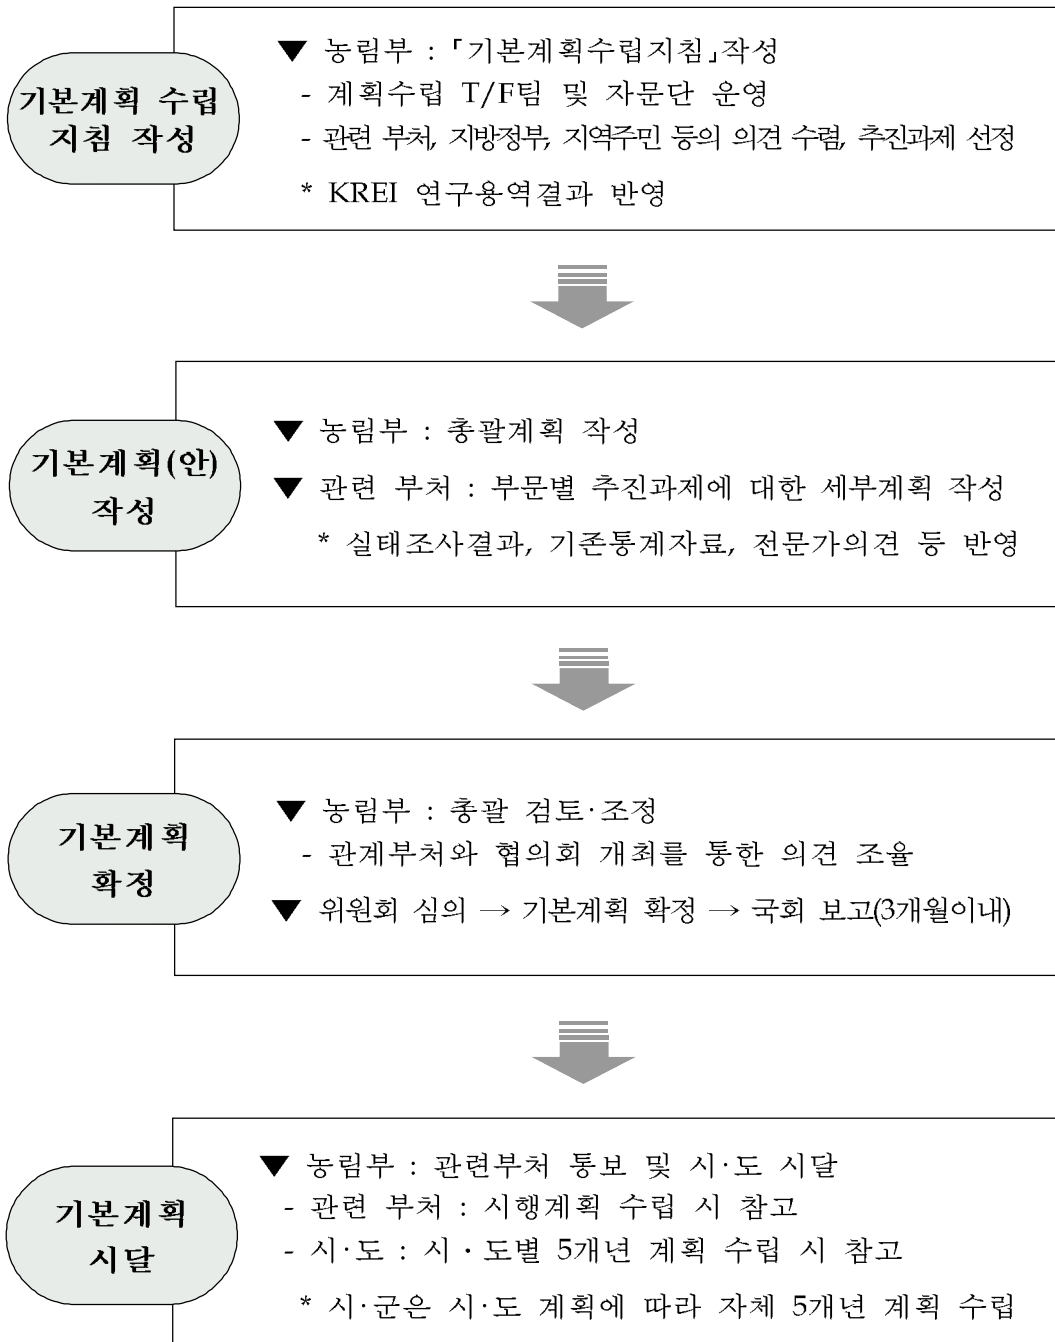 기본계획 수립
지침 작성
▼ 농림부 : 「기본계획수립지침」작성
- 계획수립 T/F팀 및 자문단 운영
- 관련 부처, 지방정부, 지역주민 등의 의견 수렴, 추진과제 선정
* KREI 연구용역결과 반영
기본계획(안)
작성
▼ 농림부 : 총괄계획 작성
▼ 관련 부처 : 부문별 추진과제에 대한 세부계획 작성
* 실태조사결과, 기존통계자료, 전문가의견 등 반영
기본계획
확정
▼ 농림부 : 총괄 검토·조정
- 관계부처와 협의회 개최를 통한 의견 조율
▼ 위원회 심의 → 기본계획 확정 → 국회 보고(3개월이내)
기본계획
시달
▼ 농림부 : 관련부처 통보 및 시·도 시달
- 관련 부처 : 시행계획 수립 시 참고
- 시·도 : 시·도별 5개년 계획 수립 시 참고
* 시·군은 시·도 계획에 따라 자체 5개년 계획 수립